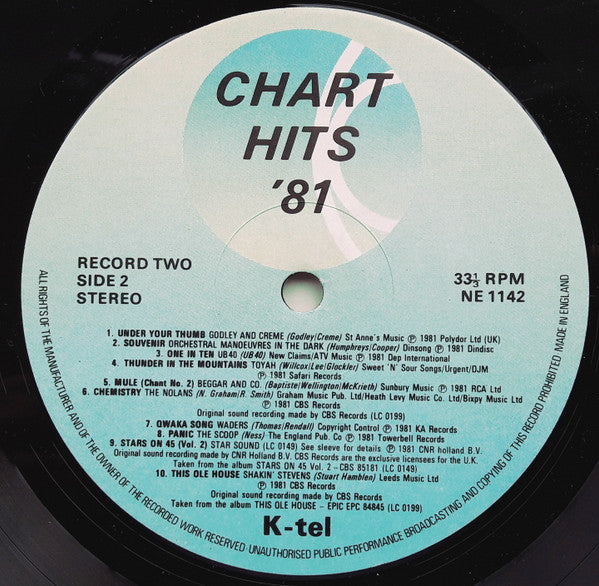 CHART
HITS
'81
RECORD TWO
SIDE 2
STEREO
33⅓ RPM
NE 1142
1. UNDER YOUR THUMB GODLEY AND CREME (Godley/Creme) St Anne's Music ℗ 1981 Polydor Ltd (UK)
2. SOUVENIR ORCHESTRAL MANOEUVRES IN THE DARK (Humphreys/Cooper) Dinsong ℗ 1981 Dindisc
3. ONE IN TEN UB40 (UB40) New Claims/ATV Music ℗ 1981 Dep International
4. THUNDER IN THE MOUNTAINS TOYAH (Willcox/Lee/Glockler) Sweet 'N' Sour Songs/Urgent/DJM
℗ 1981 Safari Records
5. MULE (Chant No. 2) BEGGAR AND CO. (Baptiste/Wellington/McKrieth) Sunbury Music ℗ 1981 RCA Ltd
6. CHEMISTRY THE NOLANS (N. Graham/R. Smith) Graham Music Pub. Ltd/Heath Levy Music Co. Ltd/Bixpy Music Ltd
℗ 1981 CBS Records
Original sound recording made by CBS Records (LC 0199)
7. QWAKA SONG WADERS (Thomas/Rendall) Copyright Control ℗ 1981 KA Records
8. PANIC THE SCOOP (Ness) The England Pub. Co ℗ 1981 Towerbell Records
9. STARS ON 45 (Vol. 2) STAR SOUND (LC 0149) See sleeve for details ℗ 1981 CNR holland B.V.
Original sound recording made by CNR Holland B.V. CBS Records are the exclusive licensees for the U.K.
Taken from the album STARS ON 45 Vol. 2 – CBS 85181 (LC 0149)
10. THIS OLE HOUSE SHAKIN' STEVENS (Stuart Hamblen) Leeds Music Ltd
℗ 1981 CBS Records
Original sound recording made by CBS Records
Taken from the album THIS OLE HOUSE – EPIC EPC 84845 (LC 0199)
K-tel
ALL RIGHTS OF THE MANUFACTURER AND OF THE OWNER OF THE RECORDED WORK RESERVED · UNAUTHORISED PUBLIC PERFORMANCE BROADCASTING AND COPYING OF THIS RECORD PROHIBITED MADE IN ENGLAND